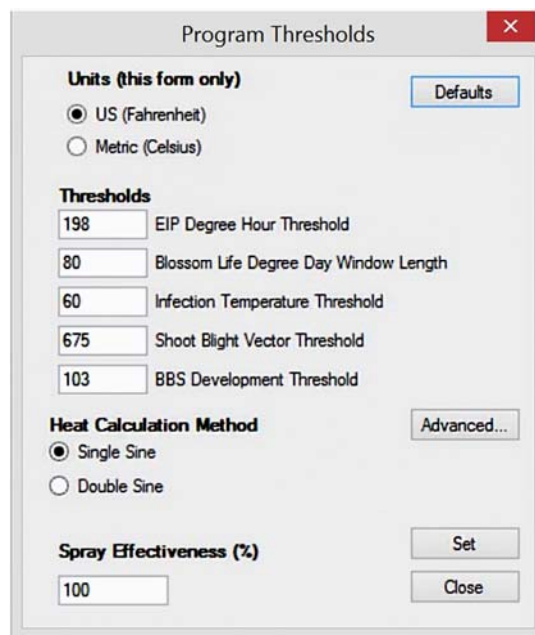 Program Thresholds
Units (this form only)
Defaults
US (Fahrenheit)
Metric (Celsius)
Thresholds
198 EIP Degree Hour Threshold
80 Blossom Life Degree Day Window Length
60 Infection Temperature Threshold
675 Shoot Blight Vector Threshold
103 BBS Development Threshold
Heat Calculation Method
Advanced...
Single Sine
Double Sine
Spray Effectiveness (%)
Set
100
Close